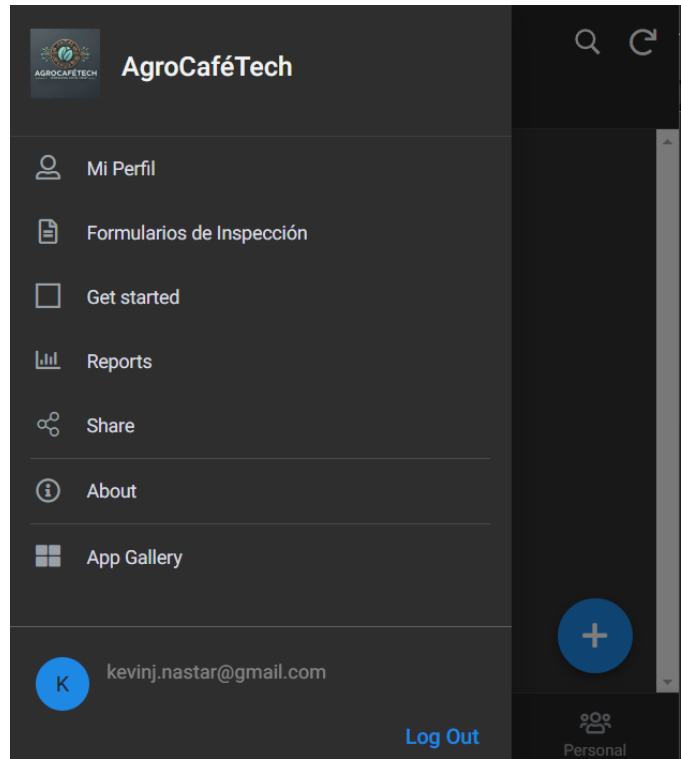 AGROCAFÉTECH
AgroCaféTech
Mi Perfil
Formularios de Inspección
Get started
Reports
Share
About
App Gallery
K
kevinj.nastar@gmail.com
Log Out
Personal